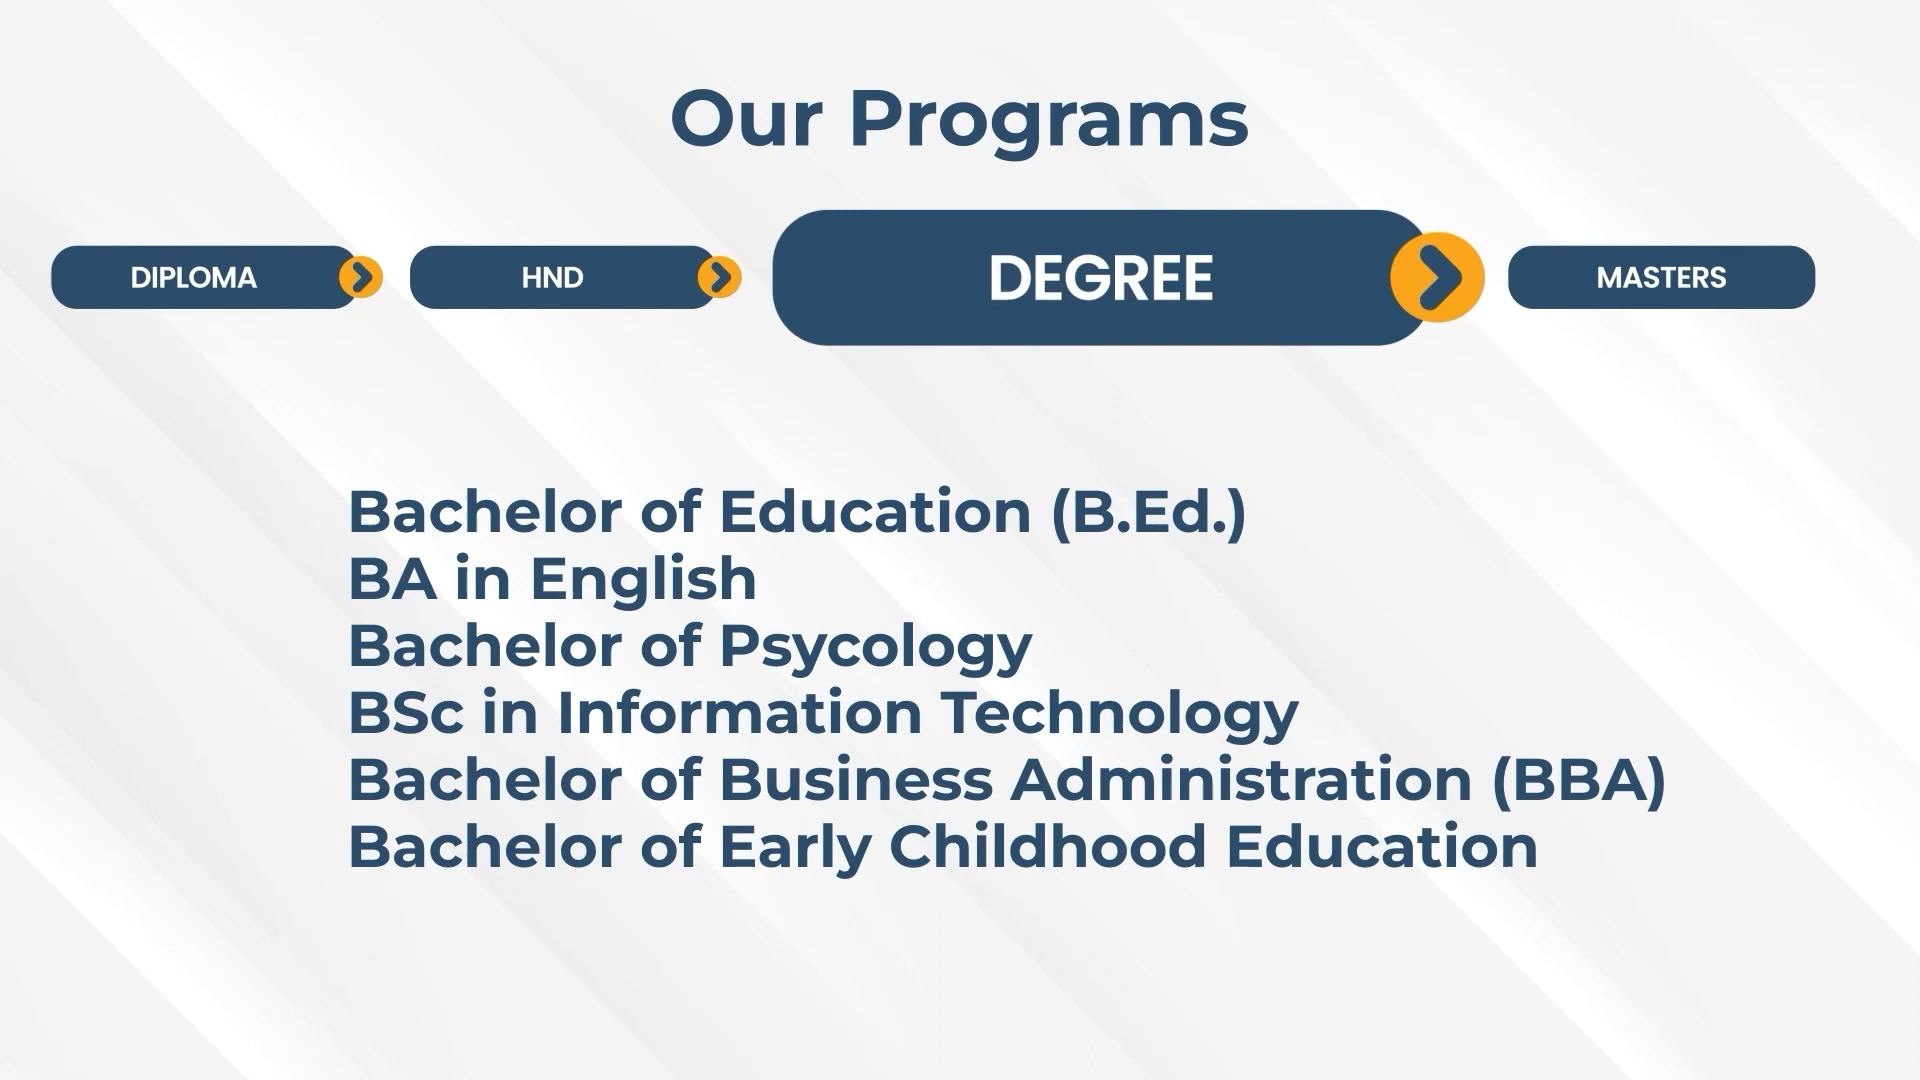 Our Programs
DIPLOMA
HND
DEGREE
MASTERS
Bachelor of Education (B.Ed.)
BA in English
Bachelor of Psycology
BSc in Information Technology
Bachelor of Business Administration (BBA)
Bachelor of Early Childhood Education